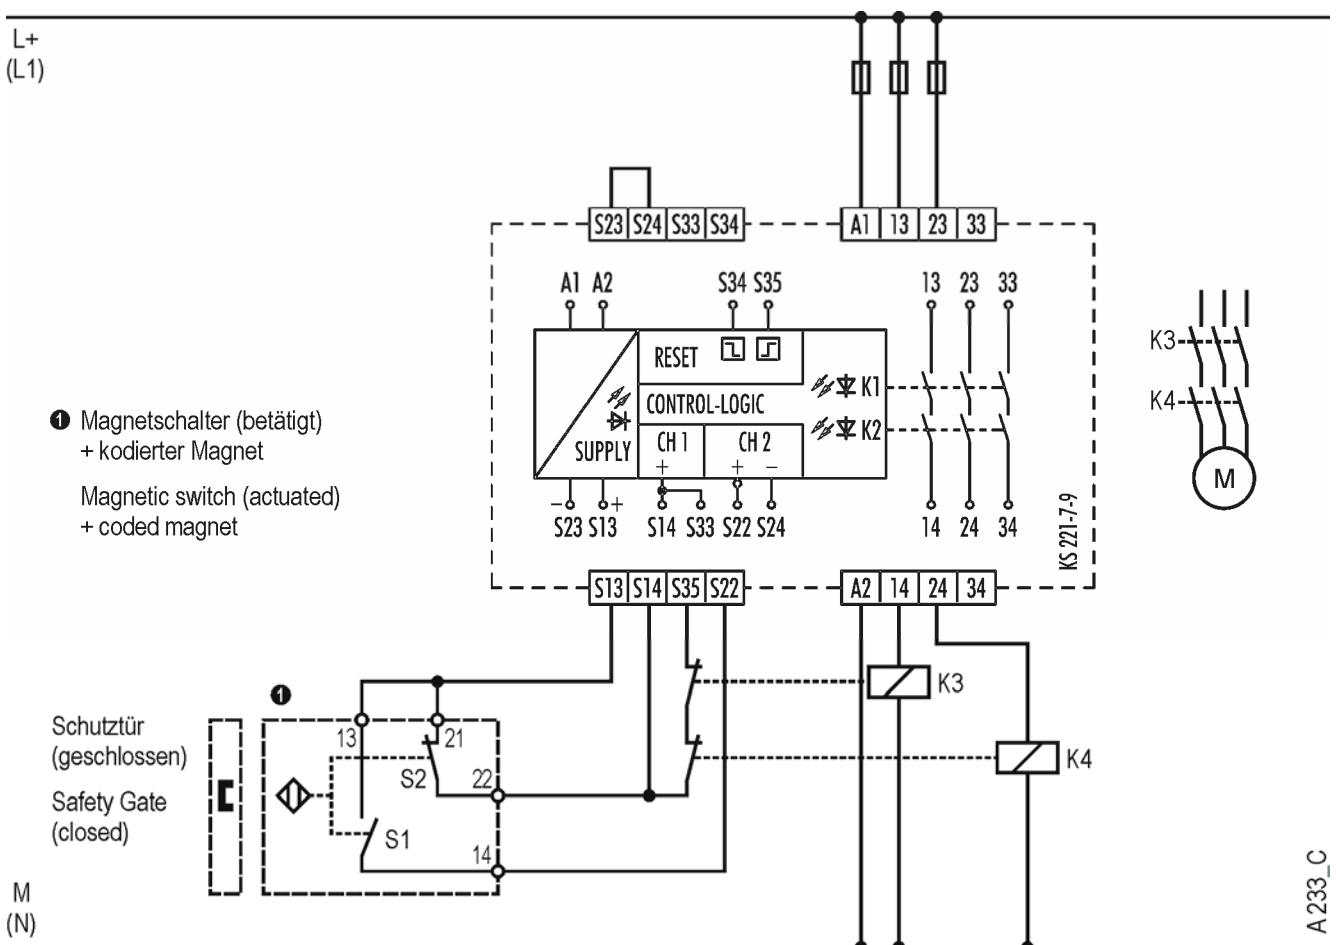 L+
(L1)
S23 S24 S33 S34
A1 13 23 33
A1 A2 S34 S35 13 23 33
RESET
K1
CONTROL-LOGIC
K2
SUPPLY
CH 1 CH 2
+ + −
− +
S23 S13 S14 S33 S22 S24 14 24 34
KS 221-7-9
S13 S14 S35 S22
A2 14 24 34
K3
K4
M
❶ Magnetschalter (betätigt)
+ kodierter Magnet
Magnetic switch (actuated)
+ coded magnet
❶
K3
K4
Schutztür
(geschlossen)
Safety Gate
(closed)
13 21
S2 22
S1
14
M
(N)
A 233_C